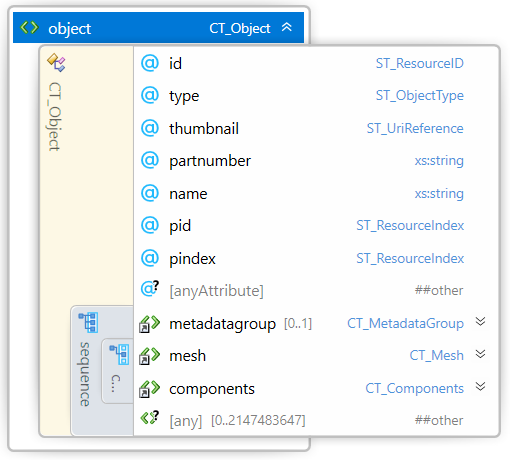 object CT_Object
CT_Object
id ST_ResourceID
type ST_ObjectType
thumbnail ST_UriReference
partnumber xs:string
name xs:string
pid ST_ResourceIndex
pindex ST_ResourceIndex
[anyAttribute] ##other
sequence
c...
metadatagroup [0..1] CT_MetadataGroup
mesh CT_Mesh
components CT_Components
[any] [0..2147483647] ##other